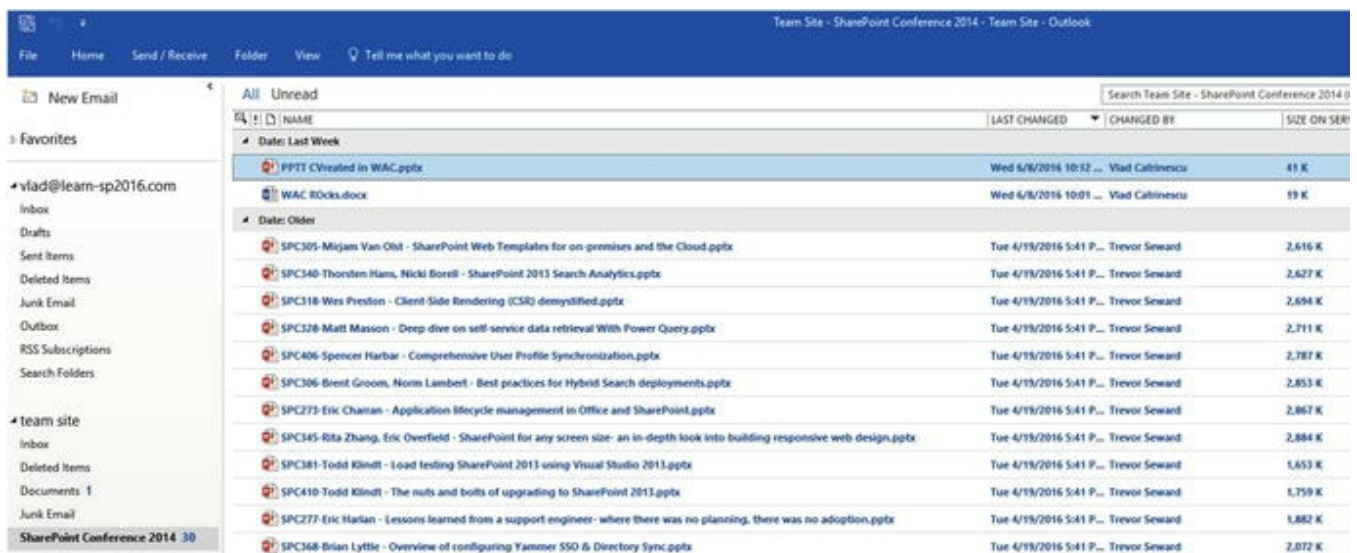 Team Site - SharePoint Conference 2014 - Team Site - Outlook
File Home Send / Receive Folder View Tell me what you want to do
New Email
Favorites
vlad@learn-sp2016.com
Inbox
Drafts
Sent Items
Deleted Items
Junk Email
Outbox
RSS Subscriptions
Search Folders
team site
Inbox
Deleted Items
Documents 1
Junk Email
SharePoint Conference 2014 30
All Unread
Search Team Site - SharePoint Conference 2014
NAME LAST CHANGED CHANGED BY SIZE ON SER
Date: Last Week
PPTT CVreated in WAC.pptx Wed 6/8/2016 10:12 ... Vlad Catrinescu 41 K
WAC ROcks.docx Wed 6/8/2016 10:01 ... Vlad Catrinescu 19 K
Date: Older
SPC305-Mirjam Van Olst - SharePoint Web Templates for on-premises and the Cloud.pptx Tue 4/19/2016 5:41 P... Trevor Seward 2,616 K
SPC340-Thorsten Hans, Nicki Borell - SharePoint 2013 Search Analytics.pptx Tue 4/19/2016 5:41 P... Trevor Seward 2,627 K
SPC318-Wes Preston - Client-Side Rendering (CSR) demystified.pptx Tue 4/19/2016 5:41 P... Trevor Seward 2,694 K
SPC328-Matt Masson - Deep dive on self-service data retrieval With Power Query.pptx Tue 4/19/2016 5:41 P... Trevor Seward 2,711 K
SPC406-Spencer Harbar - Comprehensive User Profile Synchronization.pptx Tue 4/19/2016 5:41 P... Trevor Seward 2,787 K
SPC306-Brent Groom, Norm Lambert - Best practices for Hybrid Search deployments.pptx Tue 4/19/2016 5:41 P... Trevor Seward 2,853 K
SPC273-Eric Charran - Application lifecycle management in Office and SharePoint.pptx Tue 4/19/2016 5:41 P... Trevor Seward 2,867 K
SPC345-Rita Zhang, Eric Overfield - SharePoint for any screen size- an in-depth look into building responsive web design.pptx Tue 4/19/2016 5:41 P... Trevor Seward 2,884 K
SPC381-Todd Klindt - Load testing SharePoint 2013 using Visual Studio 2013.pptx Tue 4/19/2016 5:41 P... Trevor Seward 1,653 K
SPC410-Todd Klindt - The nuts and bolts of upgrading to SharePoint 2013.pptx Tue 4/19/2016 5:41 P... Trevor Seward 1,759 K
SPC277-Eric Harlan - Lessons learned from a support engineer- where there was no planning, there was no adoption.pptx Tue 4/19/2016 5:41 P... Trevor Seward 1,882 K
SPC368-Brian Lyttle - Overview of configuring Yammer SSO & Directory Sync.pptx Tue 4/19/2016 5:41 P... Trevor Seward 2,072 K